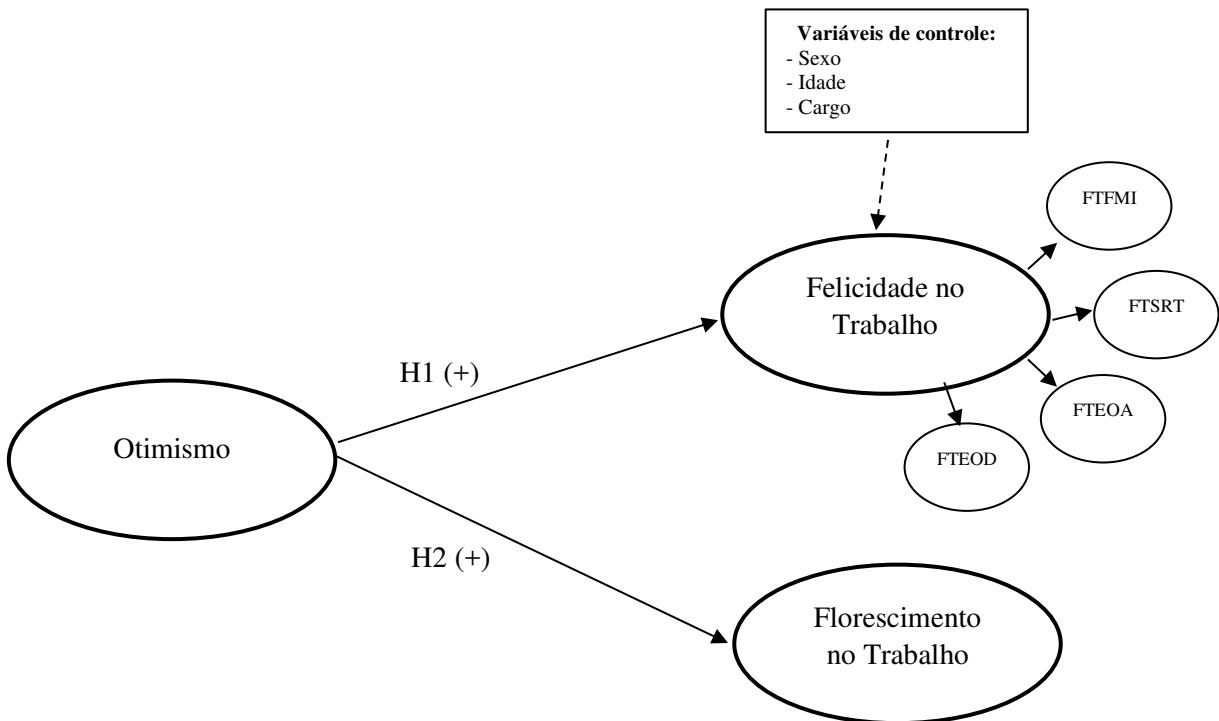 Variáveis de controle:
- Sexo
- Idade
- Cargo
FTFMI
Felicidade no
Trabalho
FTSRT
H1 (+)
FTEOA
Otimismo
FTEOD
H2 (+)
Florescimento
no Trabalho